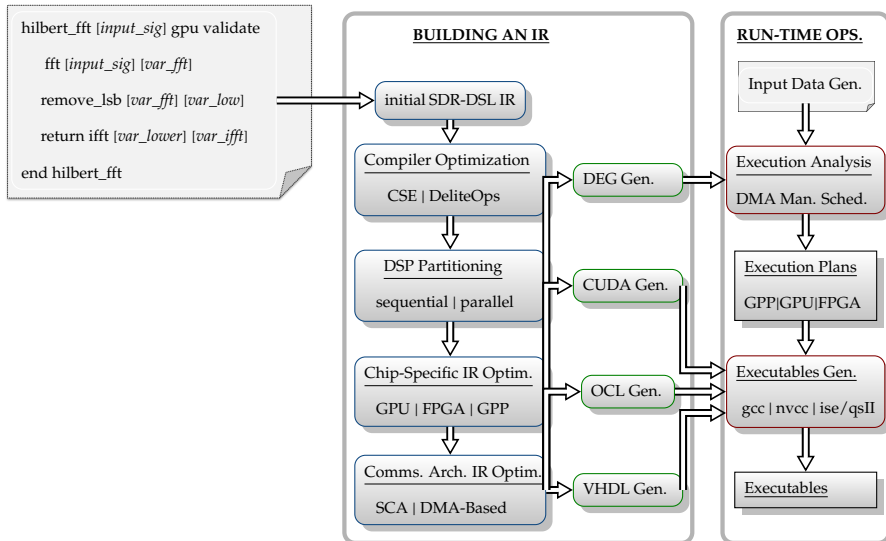 hilbert_fft [input_sig] gpu validate
fft [input_sig] [var_fft]
remove_lsb [var_fft] [var_low]
return ifft [var_lower] [var_ifft]
end hilbert_fft
BUILDING AN IR
initial SDR-DSL IR
Compiler Optimization
CSE | DeliteOps
DSP Partitioning
sequential | parallel
Chip-Specific IR Optim.
GPU | FPGA | GPP
Comms. Arch. IR Optim.
SCA | DMA-Based
DEG Gen.
CUDA Gen.
OCL Gen.
VHDL Gen.
RUN-TIME OPS.
Input Data Gen.
Execution Analysis
DMA Man. Sched.
Execution Plans
GPP|GPU|FPGA
Executables Gen.
gcc | nvcc | ise/qsII
Executables